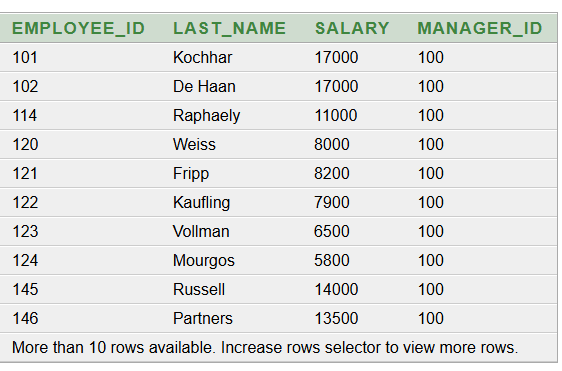 EMPLOYEE_ID LAST_NAME SALARY MANAGER_ID
101 Kochhar 17000 100
102 De Haan 17000 100
114 Raphaely 11000 100
120 Weiss 8000 100
121 Fripp 8200 100
122 Kaufling 7900 100
123 Vollman 6500 100
124 Mourgos 5800 100
145 Russell 14000 100
146 Partners 13500 100
More than 10 rows available. Increase rows selector to view more rows.